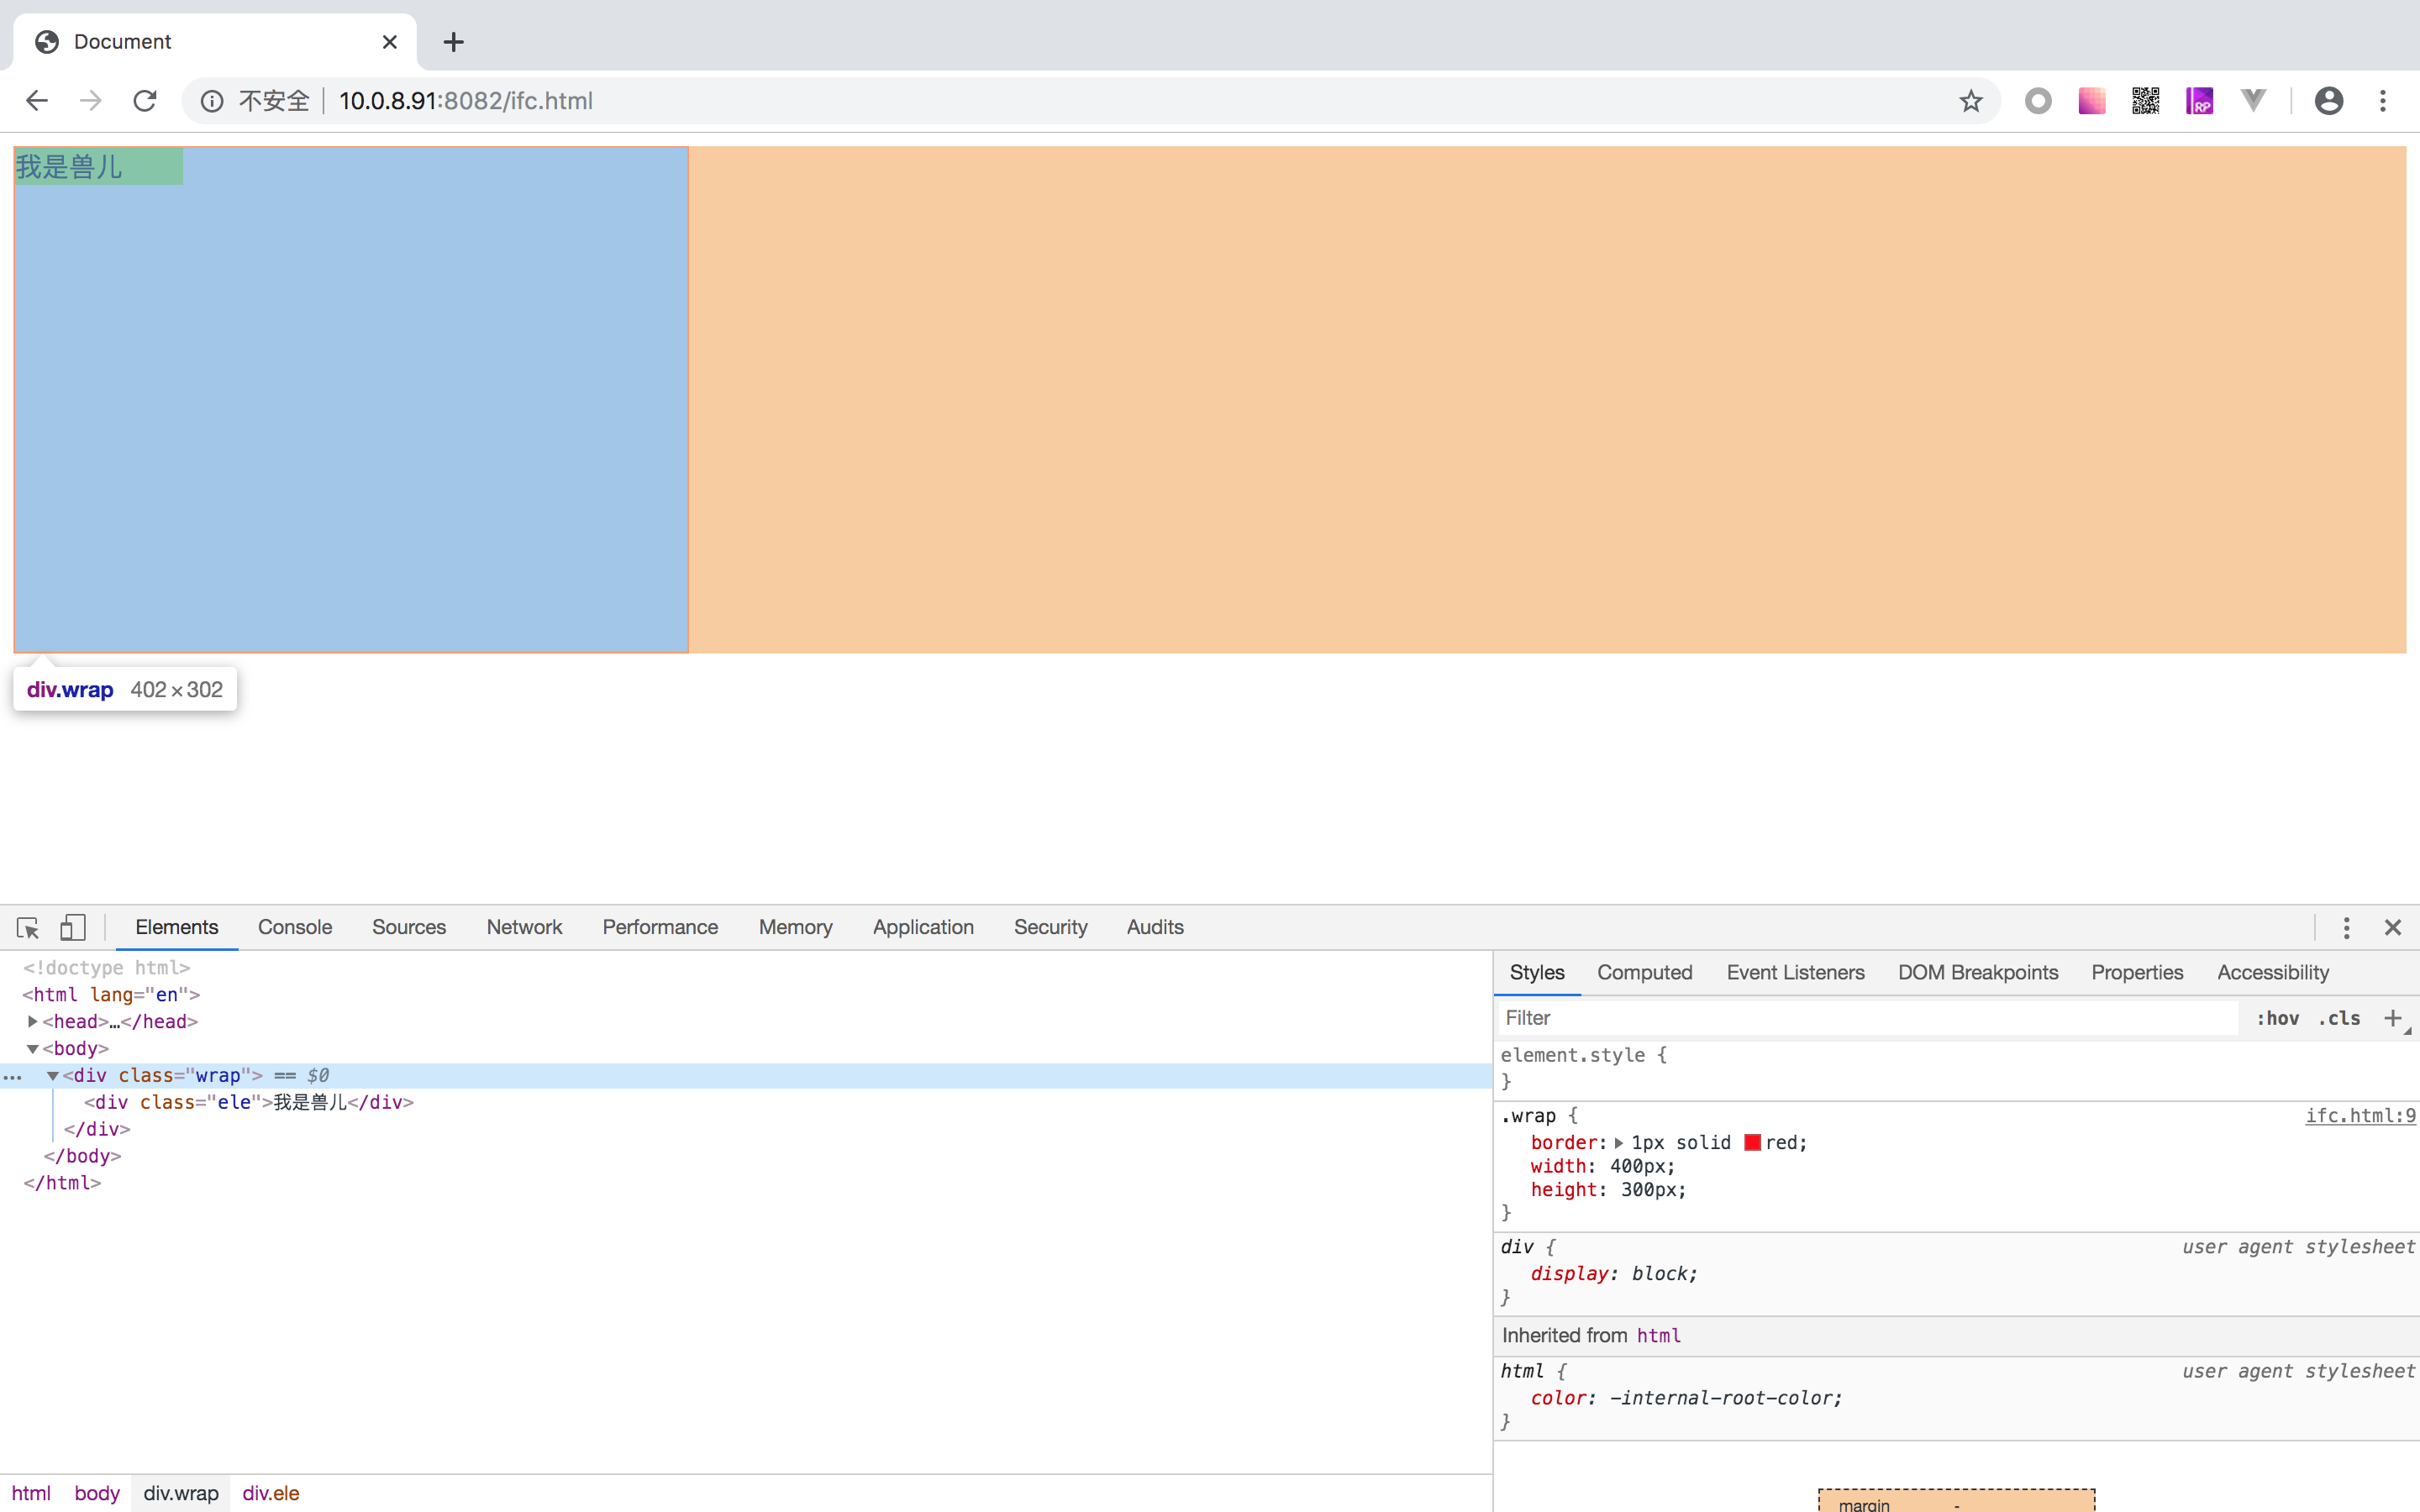 Document
不安全 10.0.8.91:8082/ifc.html
RP
我是兽儿
div.wrap 402 × 302
Elements Console Sources Network Performance Memory Application Security Audits
<!doctype html>
<html lang="en">
<head>…</head>
<body>
<div class="wrap"> == $0
<div class="ele">我是兽儿</div>
</div>
</body>
</html>
html body div.wrap div.ele
Styles Computed Event Listeners DOM Breakpoints Properties Accessibility
Filter :hov .cls
element.style {
}
.wrap { ifc.html:9
border: 1px solid red;
width: 400px;
height: 300px;
}
div { user agent stylesheet
display: block;
}
Inherited from html
html { user agent stylesheet
color: -internal-root-color;
}
margin -